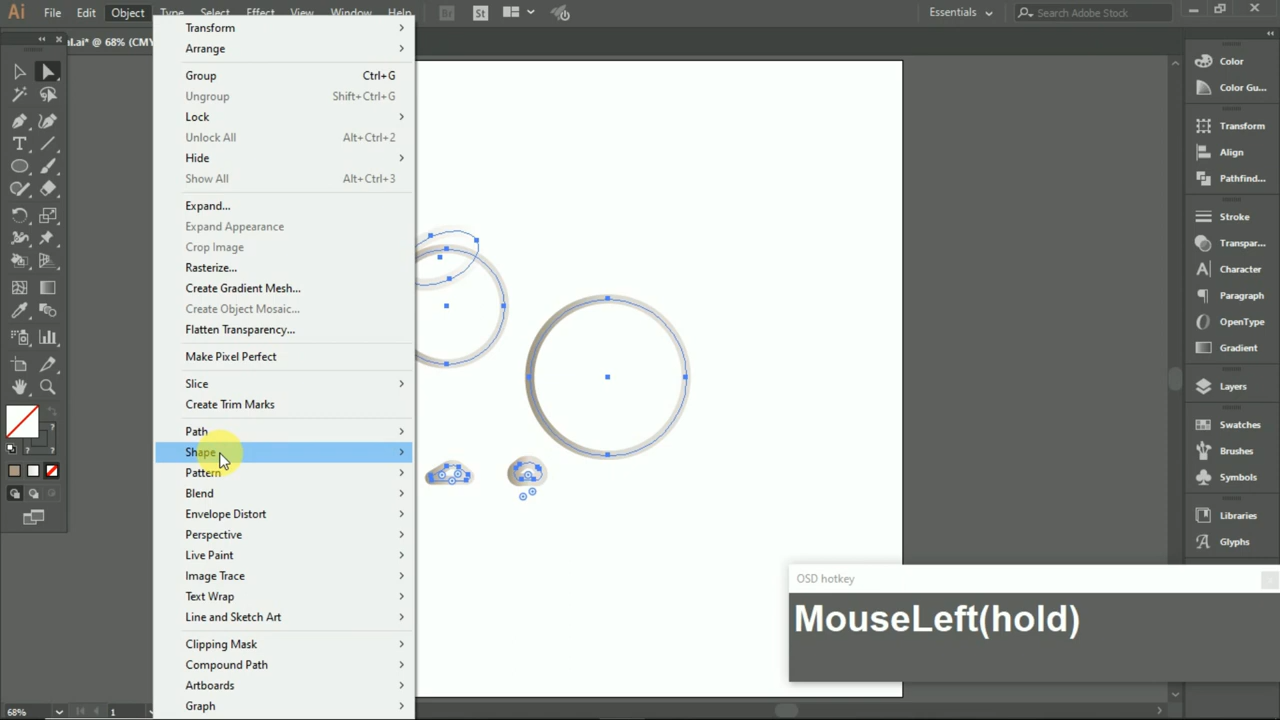 Ai File Edit Object Type Select Effect View Window Help Br St Essentials Search Adobe Stock
al.ai* @ 68% (CMY
Transform
Arrange
Group Ctrl+G
Ungroup Shift+Ctrl+G
Lock
Unlock All Alt+Ctrl+2
Hide
Show All Alt+Ctrl+3
Expand...
Expand Appearance
Crop Image
Rasterize...
Create Gradient Mesh...
Create Object Mosaic...
Flatten Transparency...
Make Pixel Perfect
Slice
Create Trim Marks
Path
Shape
Pattern
Blend
Envelope Distort
Perspective
Live Paint
Image Trace
Text Wrap
Line and Sketch Art
Clipping Mask
Compound Path
Artboards
Graph
Color
Color Gu...
Transform
Align
Pathfind...
Stroke
Transpar...
Character
Paragraph
OpenType
Gradient
Layers
Swatches
Brushes
Symbols
Libraries
Glyphs
OSD hotkey
MouseLeft(hold)
68% 1